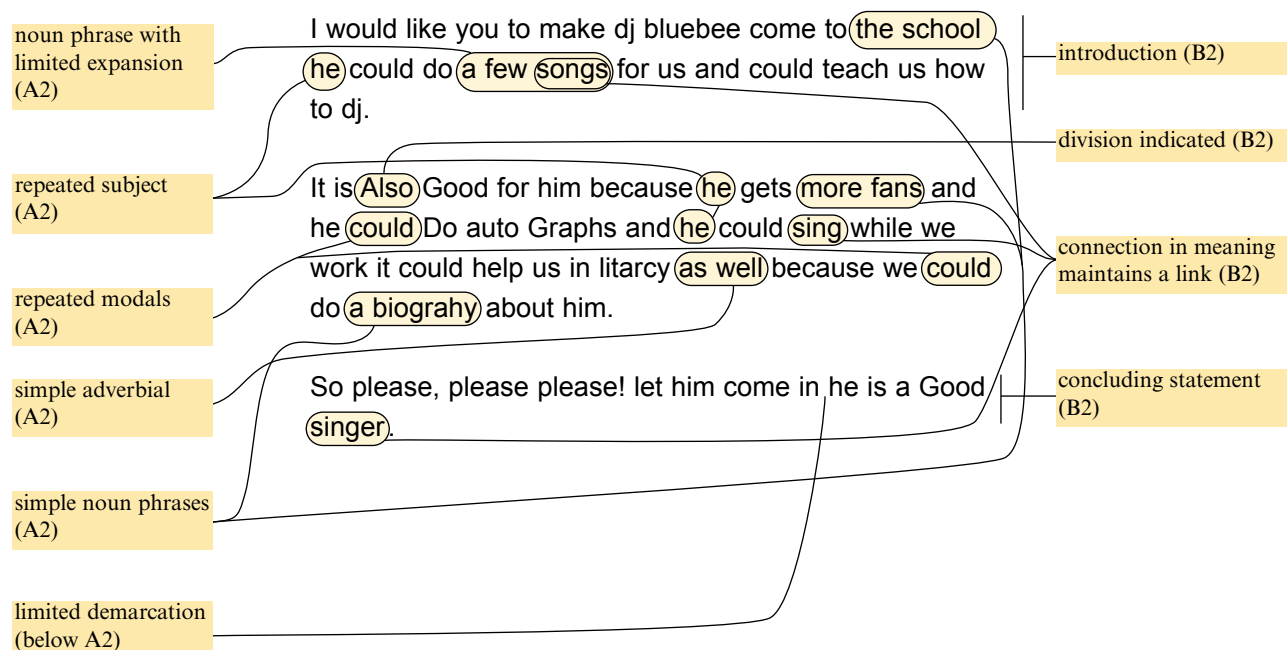 noun phrase with
limited expansion
(A2)
repeated subject
(A2)
repeated modals
(A2)
simple adverbial
(A2)
simple noun phrases
(A2)
limited demarcation
(below A2)
I would like you to make dj bluebee come to the school
he could do a few songs for us and could teach us how
to dj.
It is Also Good for him because he gets more fans and
he could Do auto Graphs and he could sing while we
work it could help us in litarcy as well because we could
do a biograhy about him.
So please, please please! let him come in he is a Good
singer.
introduction (B2)
division indicated (B2)
connection in meaning
maintains a link (B2)
concluding statement
(B2)